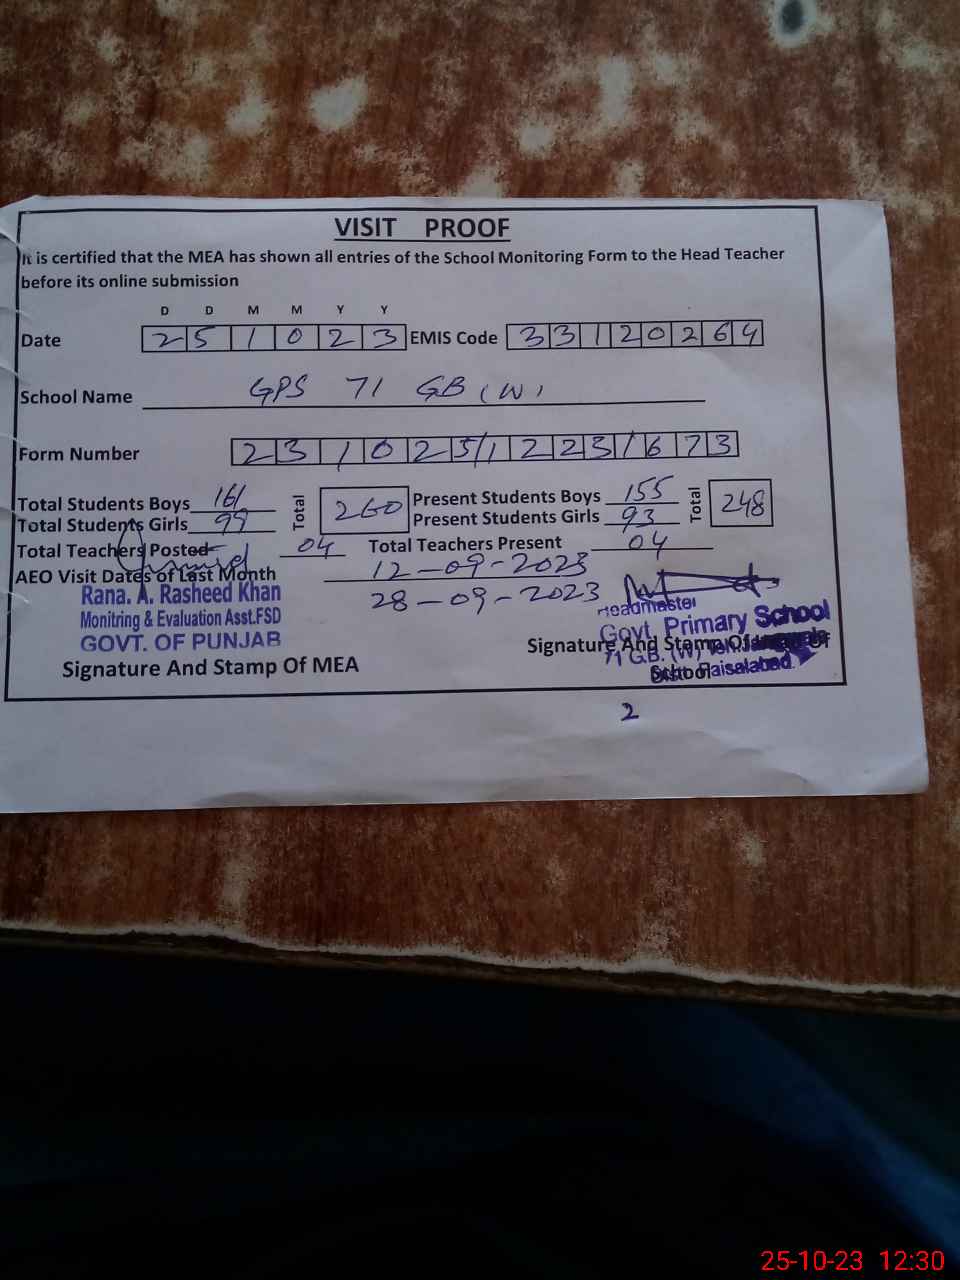 VISIT PROOF
It is certified that the MEA has shown all entries of the School Monitoring Form to the Head Teacher
before its online submission
D D M M Y Y
Date 2 5 1 0 2 3 EMIS Code 3 3 1 2 0 2 6 4
School Name GPS 71 GB (W)
Form Number 2 3 1 0 2 5/1 2 2 3/6 7 3
Total Students Boys 161 Total 260 Present Students Boys 155 Total 248
Total Students Girls 99 Present Students Girls 93
Total Teachers Posted 04 Total Teachers Present 04
AEO Visit Dates of Last Month 12-09-2023
28-09-2023
Rana. A. Rasheed Khan
Monitring & Evaluation Asstt.FSD
GOVT. OF PUNJAB
Signature And Stamp Of MEA
Headmaster
Govt. Primary School
Signature And Stamp Of
71 G.B. (W)
School
Distt. Faisalabad.
2
25-10-23 12:30